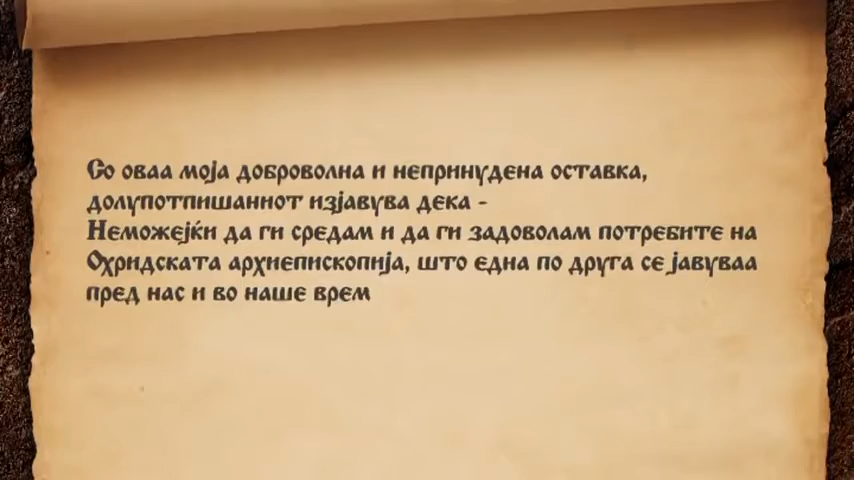 Со оваа моја доброволна и непринудена оставка,
долупотпишаниот изјавува дека -
Неможејќи да ги средам и да ги задоволам потребите на
Охридската архиепископија, што една по друга се јавуваа
пред нас и во наше врем